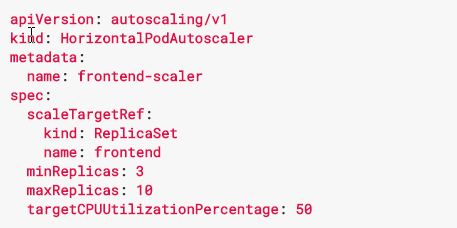 apiVersion: autoscaling/v1
kind: HorizontalPodAutoscaler
metadata:
  name: frontend-scaler
spec:
  scaleTargetRef:
    kind: ReplicaSet
    name: frontend
  minReplicas: 3
  maxReplicas: 10
  targetCPUUtilizationPercentage: 50